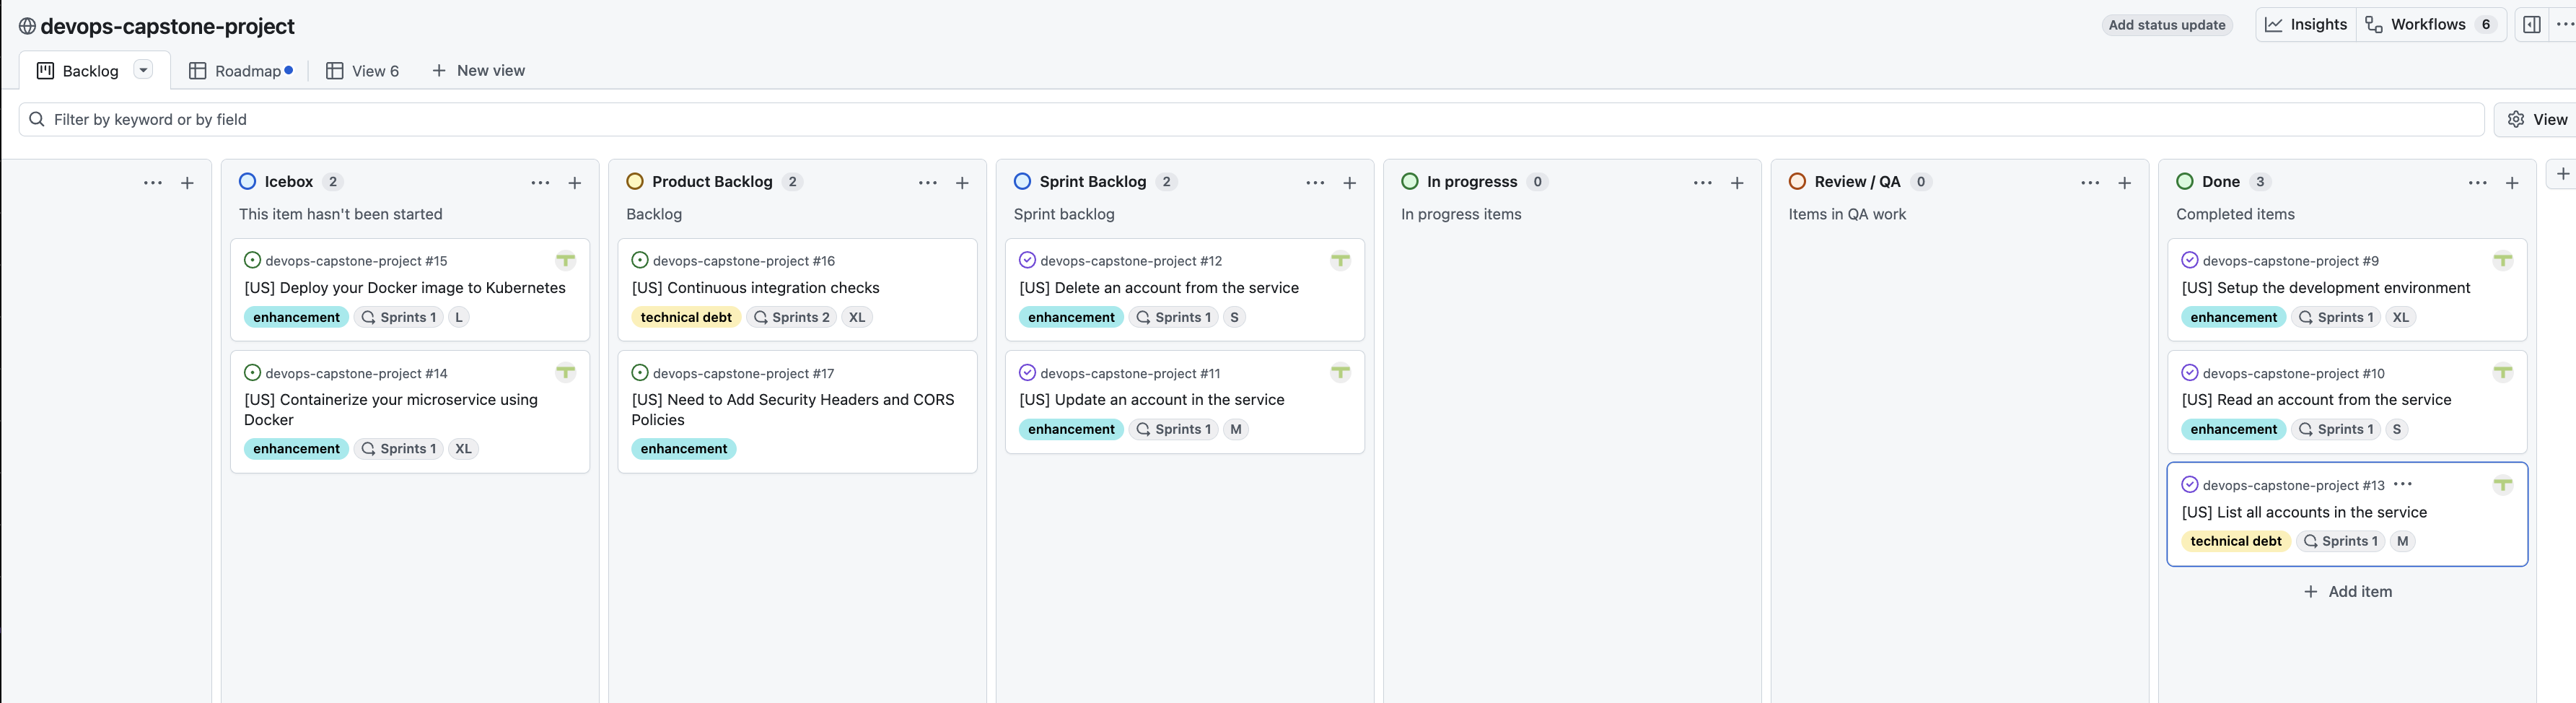 devops-capstone-project
Add status update
Insights
Workflows 6
Backlog
Roadmap
View 6
New view
Filter by keyword or by field
View
Icebox 2
This item hasn't been started
devops-capstone-project #15
[US] Deploy your Docker image to Kubernetes
enhancement Sprints 1 L
devops-capstone-project #14
[US] Containerize your microservice using
Docker
enhancement Sprints 1 XL
Product Backlog 2
Backlog
devops-capstone-project #16
[US] Continuous integration checks
technical debt Sprints 2 XL
devops-capstone-project #17
[US] Need to Add Security Headers and CORS
Policies
enhancement
Sprint Backlog 2
Sprint backlog
devops-capstone-project #12
[US] Delete an account from the service
enhancement Sprints 1 S
devops-capstone-project #11
[US] Update an account in the service
enhancement Sprints 1 M
In progresss 0
In progress items
Review / QA 0
Items in QA work
Done 3
Completed items
devops-capstone-project #9
[US] Setup the development environment
enhancement Sprints 1 XL
devops-capstone-project #10
[US] Read an account from the service
enhancement Sprints 1 S
devops-capstone-project #13
[US] List all accounts in the service
technical debt Sprints 1 M
Add item